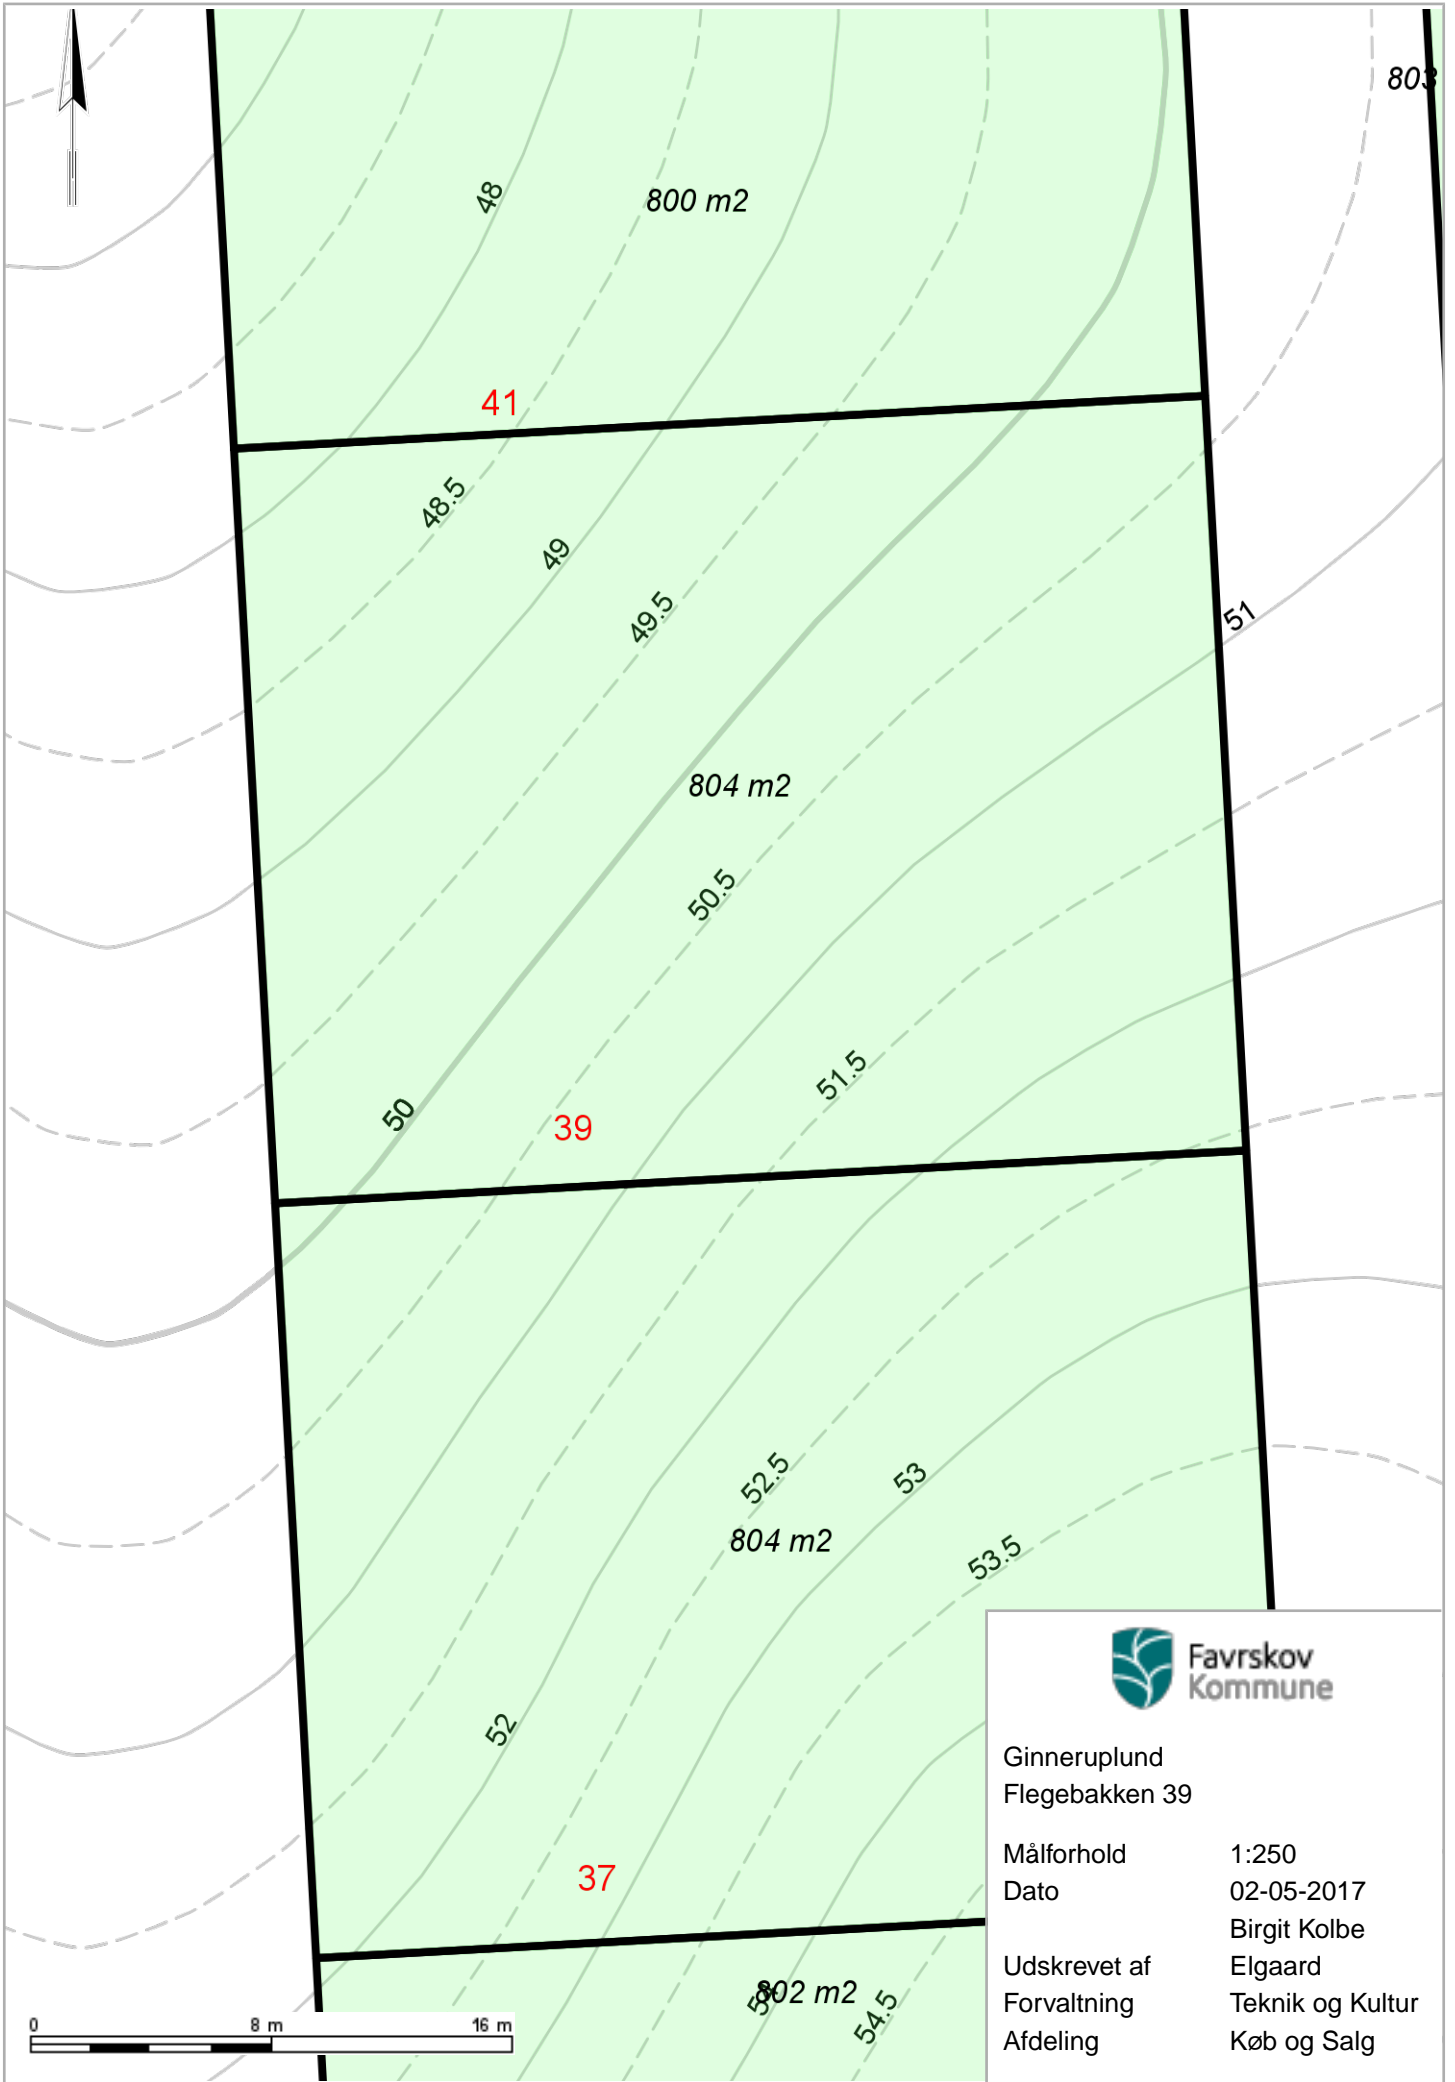 803
48
800 m2
41
48.5
49
49.5
51
804 m2
50.5
51.5
50
39
52.5
53
804 m2
53.5
52
37
802 m2
54.5
0 8 m 16 m
Favrskov
Kommune
Ginneruplund
Flegebakken 39
Målforhold 1:250
Dato 02-05-2017
Birgit Kolbe
Udskrevet af Elgaard
Forvaltning Teknik og Kultur
Afdeling Køb og Salg